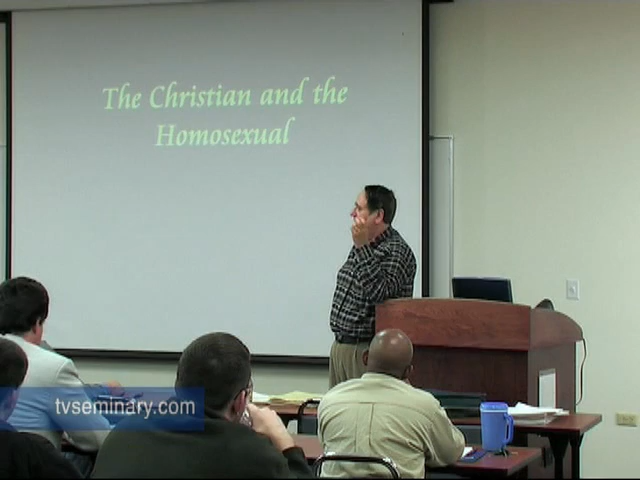 The Christian and the
Homosexual
tvseminary.com